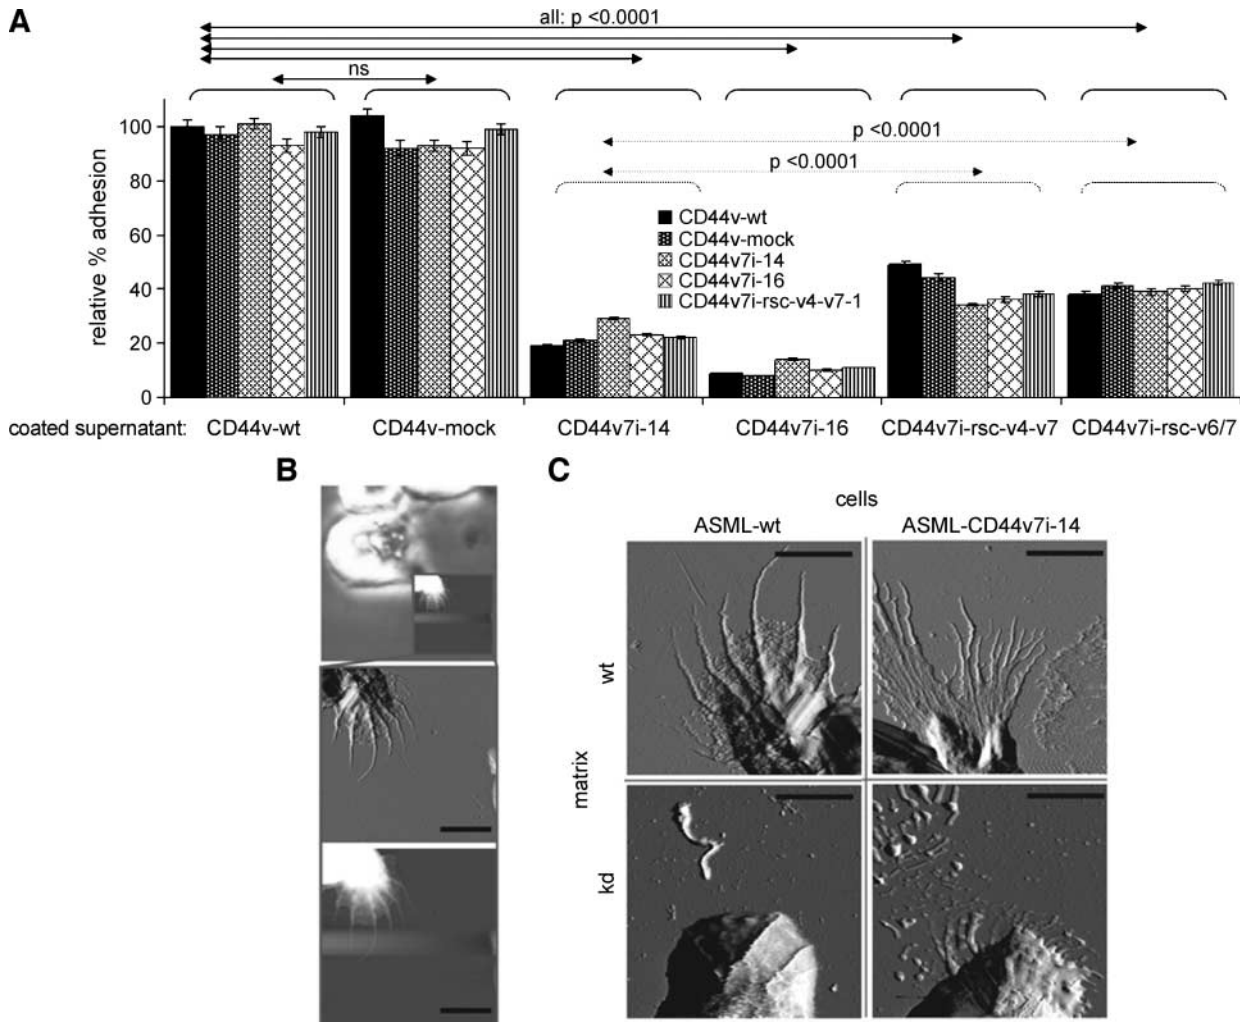 A
all: p <0.0001
ns
p <0.0001
p <0.0001
relative % adhesion
100
80
60
40
20
0
CD44v-wt
CD44v-mock
CD44v7i-14
CD44v7i-16
CD44v7i-rsc-v4-v7-1
coated supernatant: CD44v-wt CD44v-mock CD44v7i-14 CD44v7i-16 CD44v7i-rsc-v4-v7 CD44v7i-rsc-v6/7
B
C
cells
ASML-wt ASML-CD44v7i-14
matrix
wt
kd